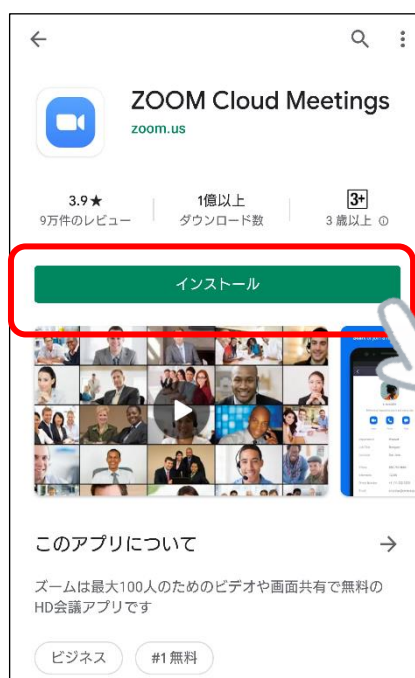 ZOOM Cloud Meetings
zoom.us
3.9★
9万件のレビュー
1億以上
ダウンロード数
3+
3 歳以上
インストール
このアプリについて
ズームは最大100人のためのビデオや画面共有で無料の
HD会議アプリです
ビジネス
#1 無料